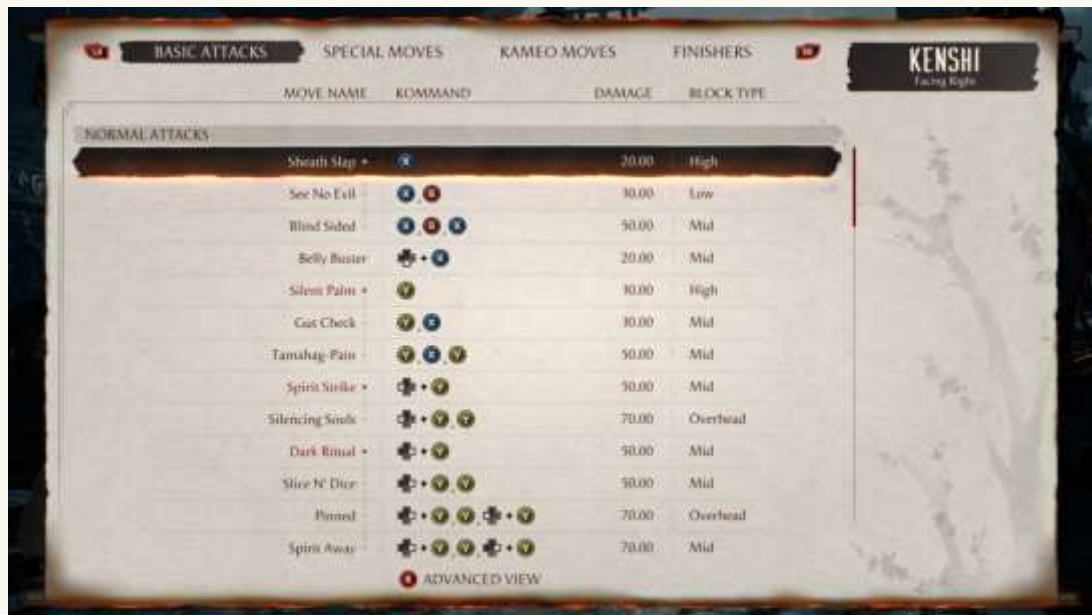 BASIC ATTACKS SPECIAL MOVES KAMEO MOVES FINISHERS
KENSHI
Facing Right
MOVE NAME KOMMAND DAMAGE BLOCK TYPE
NORMAL ATTACKS
Sheath Slap X 20.00 High
See No Evil X, B 30.00 Low
Blind Sided X, B, X 50.00 Mid
Belly Buster + X 20.00 Mid
Silent Palm Y 30.00 High
Gut Check Y, X 30.00 Mid
Tamahag-Pain Y, X, Y 50.00 Mid
Spirit Strike + Y 50.00 Mid
Silencing Souls + Y, Y 70.00 Overhead
Dark Ritual + Y 50.00 Mid
Slice N' Dice + Y, Y 50.00 Mid
Pinned + Y, Y, + Y 70.00 Overhead
Spirit Away + Y, Y, + Y 70.00 Mid
ADVANCED VIEW